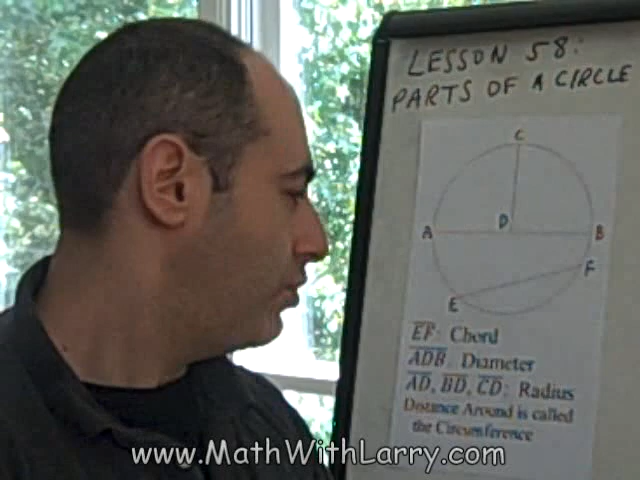 LESSON 58:
PARTS OF A CIRCLE
C
A
D
B
F
E
EF: Chord
ADB. Diameter
AD, BD, CD: Radius
Distance Around is called
the Circumference
www.MathWithLarry.com